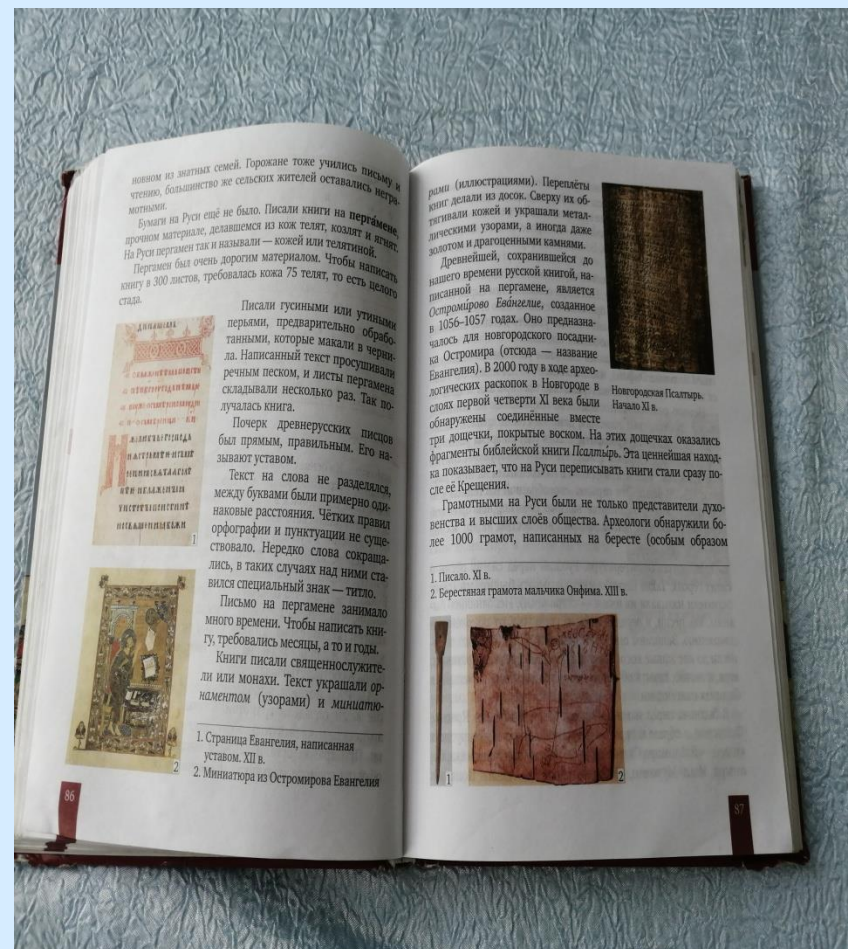 новном из знатных семей. Горожане тоже учились письму и
чтению, большинство же сельских жителей оставались негра-
мотными.
Бумаги на Руси ещё не было. Писали книги на перга́мене,
прочном материале, делавшемся из кож телят, козлят и ягнят.
На Руси пергамен так и называли — кожей или телятиной.
Пергамен был очень дорогим материалом. Чтобы написать
книгу в 300 листов, требовалась кожа 75 телят, то есть целого
стада.
Писали гусиными или утиными
перьями, предварительно обрабо-
танными, которые макали в черни-
ла. Написанный текст просушивали
речным песком, и листы пергамена
складывали несколько раз. Так по-
лучалась книга.
Почерк древнерусских писцов
был прямым, правильным. Его на-
зывают уставом.
Текст на слова не разделялся,
между буквами были примерно оди-
наковые расстояния. Чётких правил
орфографии и пунктуации не суще-
ствовало. Нередко слова сокраща-
лись, в таких случаях над ними ста-
вился специальный знак — титло.
Письмо на пергамене занимало
много времени. Чтобы написать кни-
гу, требовались месяцы, а то и годы.
Книги писали священнослужите-
ли или монахи. Текст украшали ор-
наментом (узорами) и миниатю-
1
2
1. Страница Евангелия, написанная
уставом. XII в.
2. Миниатюра из Остромирова Евангелия
86
рами (иллюстрациями). Переплёты
книг делали из досок. Сверху их об-
тягивали кожей и украшали метал-
лическими узорами, а иногда даже
золотом и драгоценными камнями.
Древнейшей, сохранившейся до
нашего времени русской книгой, на-
писанной на пергамене, является
Остроми́рово Ева́нгелие, созданное
в 1056–1057 годах. Оно предназна-
чалось для новгородского посадни-
ка Остромира (отсюда — название
Евангелия). В 2000 году в ходе архео-
логических раскопок в Новгороде в
слоях первой четверти XI века были
обнаружены соединённые вместе
три дощечки, покрытые воском. На этих дощечках оказались
фрагменты библейской книги Псалты́рь. Эта ценнейшая наход-
ка показывает, что на Руси переписывать книги стали сразу по-
сле её Крещения.
Грамотными на Руси были не только представители духо-
венства и высших слоёв общества. Археологи обнаружили бо-
лее 1000 грамот, написанных на бересте (особым образом
Новгородская Псалтырь.
Начало XI в.
1. Писало. XI в.
2. Берестяная грамота мальчика Онфима. XIII в.
1
2
87